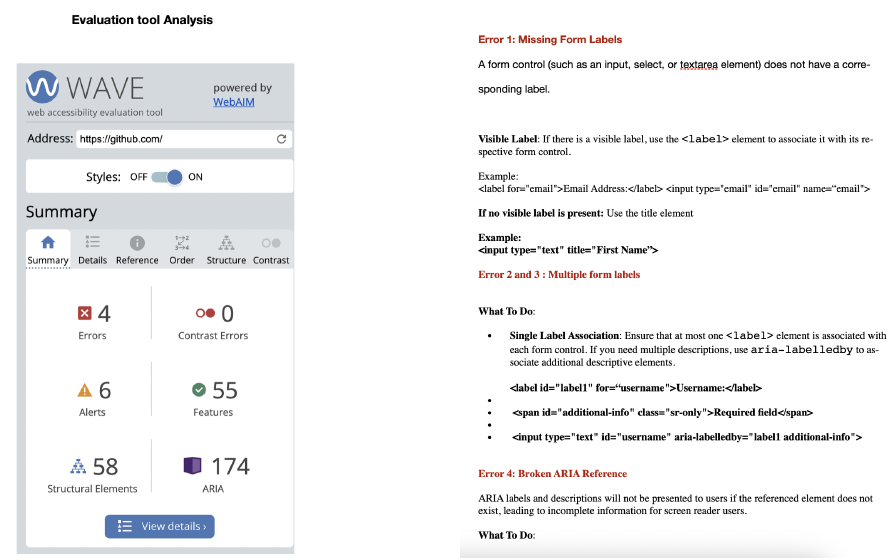 Evaluation tool Analysis
WAVE
powered by
WebAIM
web accessibility evaluation tool
Address: https://github.com/
Styles: OFF ON
Summary
Summary Details Reference Order Structure Contrast
4
Errors
0
Contrast Errors
6
Alerts
55
Features
58
Structural Elements
174
ARIA
View details ›
Error 1: Missing Form Labels
A form control (such as an input, select, or textarea element) does not have a corre-
sponding label.
Visible Label: If there is a visible label, use the <label> element to associate it with its re-
spective form control.
Example:
<label for="email">Email Address:</label> <input type="email" id="email" name=“email">
If no visible label is present: Use the title element
Example:
<input type="text" title="First Name”>
Error 2 and 3 : Multiple form labels
What To Do:
• Single Label Association: Ensure that at most one <label> element is associated with
each form control. If you need multiple descriptions, use aria-labelledby to as-
sociate additional descriptive elements.
<label id="label1" for=“username">Username:</label>
•
• <span id="additional-info" class="sr-only">Required field</span>
•
• <input type="text" id="username" aria-labelledby="label1 additional-info">
Error 4: Broken ARIA Reference
ARIA labels and descriptions will not be presented to users if the referenced element does not
exist, leading to incomplete information for screen reader users.
What To Do: